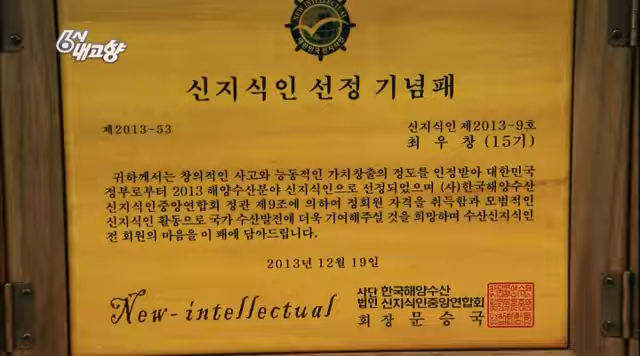 6시
내고향
NEW INTELLECTUAL
신지식인 선정 기념패
제2013-53
신지식인 제2013-9호
최우창 (15기)
귀하께서는 창의적인 사고와 능동적인 가치창출의 정도를 인정받아 대한민국
정부로부터 2013 해양수산분야 신지식인으로 선정되었으며 (사)한국해양수산
신지식인중앙연합회 정관 제9조에 의하여 정회원 자격을 취득함과 모범적인
신지식인 활동으로 국가 수산발전에 더욱 기여해주실 것을 희망하며 수산신지식인
전 회원의 마음을 이 패에 담아드립니다.
2013년 12월 19일
New-intellectual
사단 한국해양수산
법인 신지식인중앙연합회
회장 문승국